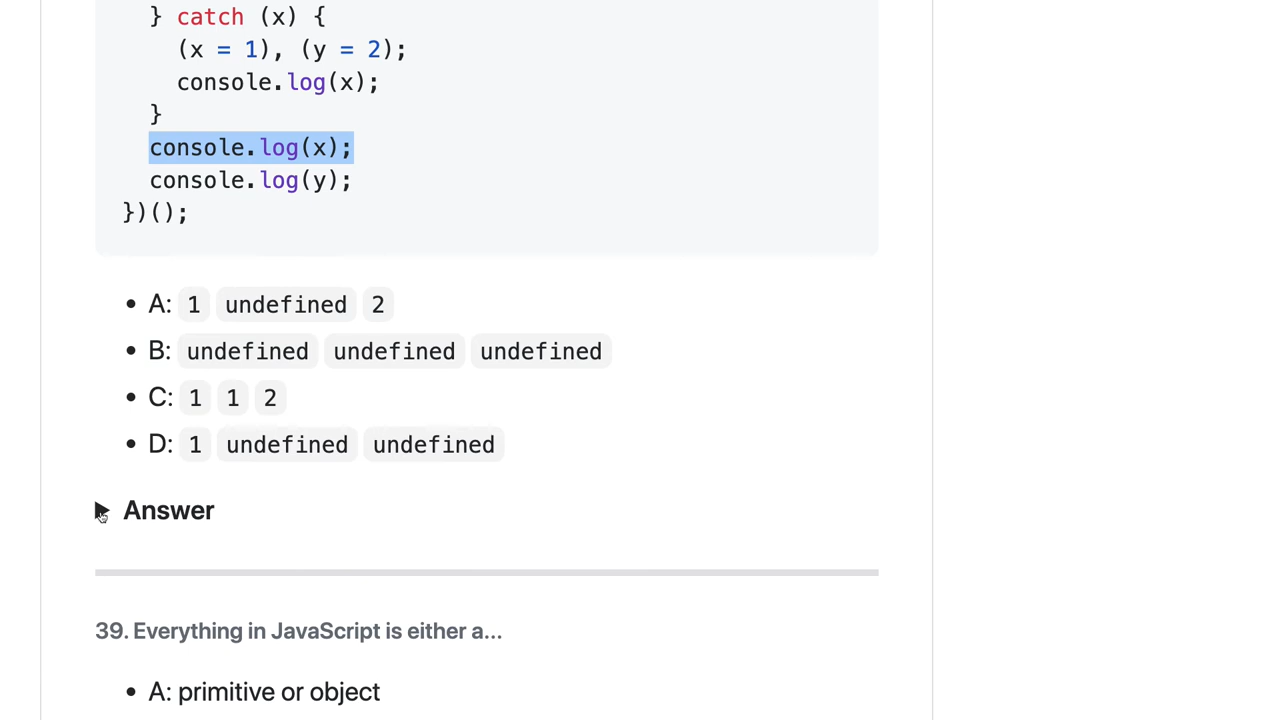 } catch (x) {
(x = 1), (y = 2);
console.log(x);
}
console.log(x);
console.log(y);
})();
• A: 1 undefined 2
• B: undefined undefined undefined
• C: 1 1 2
• D: 1 undefined undefined
Answer
39. Everything in JavaScript is either a...
• A: primitive or object